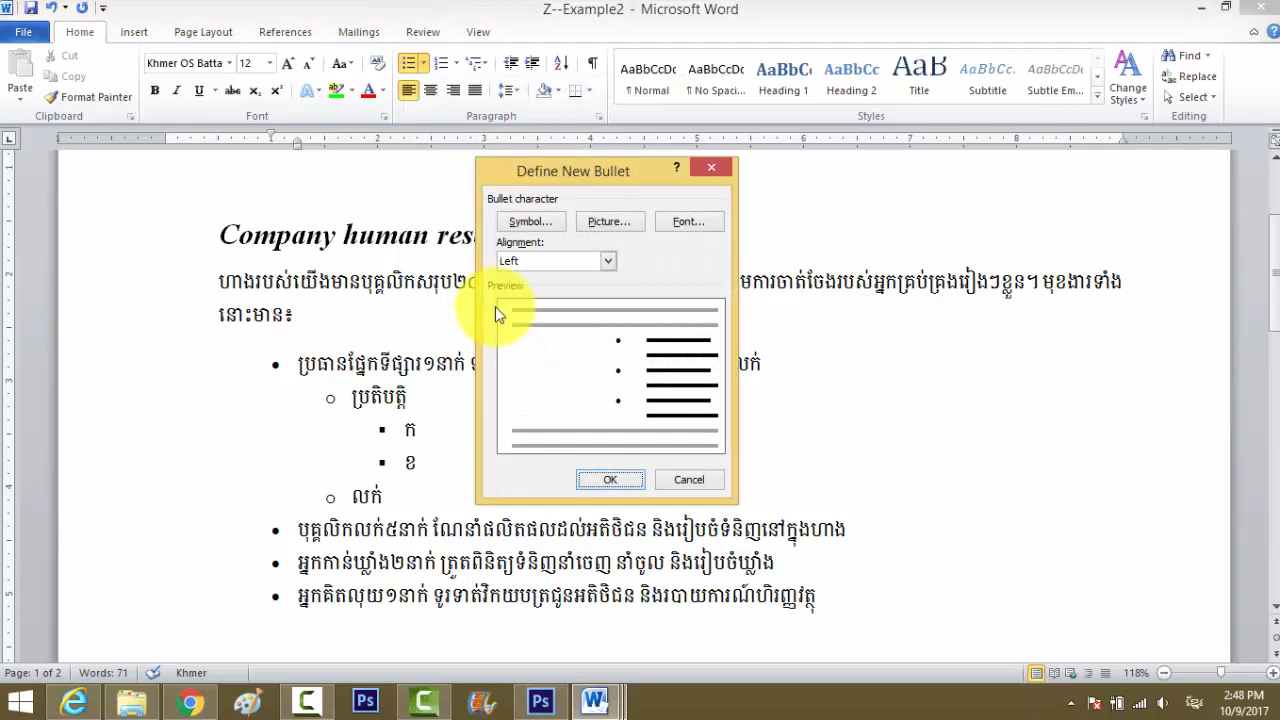 Z--Example2 - Microsoft Word
File Home Insert Page Layout References Mailings Review View
Paste
Cut
Copy
Format Painter
Clipboard
Khmer OS Batta 12
Font
Paragraph
AaBbCcDc AaBbCcDc AaBbC AaBbCc AaB AaBbCc. AaBbCcDc
¶ Normal ¶ No Spaci... Heading 1 Heading 2 Title Subtitle Subtle Em...
Change Styles
Styles
Find
Replace
Select
Editing
Define New Bullet
Bullet character
Symbol... Picture... Font...
Alignment:
Left
Preview
OK Cancel
Company human res
ហាងរបស់យើងមានបុគ្គលិកសរុប២ មការចាត់ចែងរបស់អ្នកគ្រប់គ្រងរៀងៗខ្លួន។ មុខងារទាំង
នោះមាន៖
• ប្រធានផ្នែកទីផ្សារ១នាក់ ទ លក់
o ប្រតិបត្តិ
▪ ក
▪ ខ
o លក់
• បុគ្គលិកលក់៥នាក់ ណែនាំផលិតផលដល់អតិថិជន និងរៀបចំទំនិញនៅក្នុងហាង
• អ្នកកាន់ឃ្លាំង២នាក់ ត្រួតពិនិត្យទំនិញនាំចេញ នាំចូល និងរៀបចំឃ្លាំង
• អ្នកគិតលុយ១នាក់ ទូរទាត់វិកយបត្រជូនអតិថិជន និងរបាយការណ៍ហិរញ្ញវត្ថុ
Page: 1 of 2 Words: 71 Khmer 118%
2:48 PM
10/9/2017